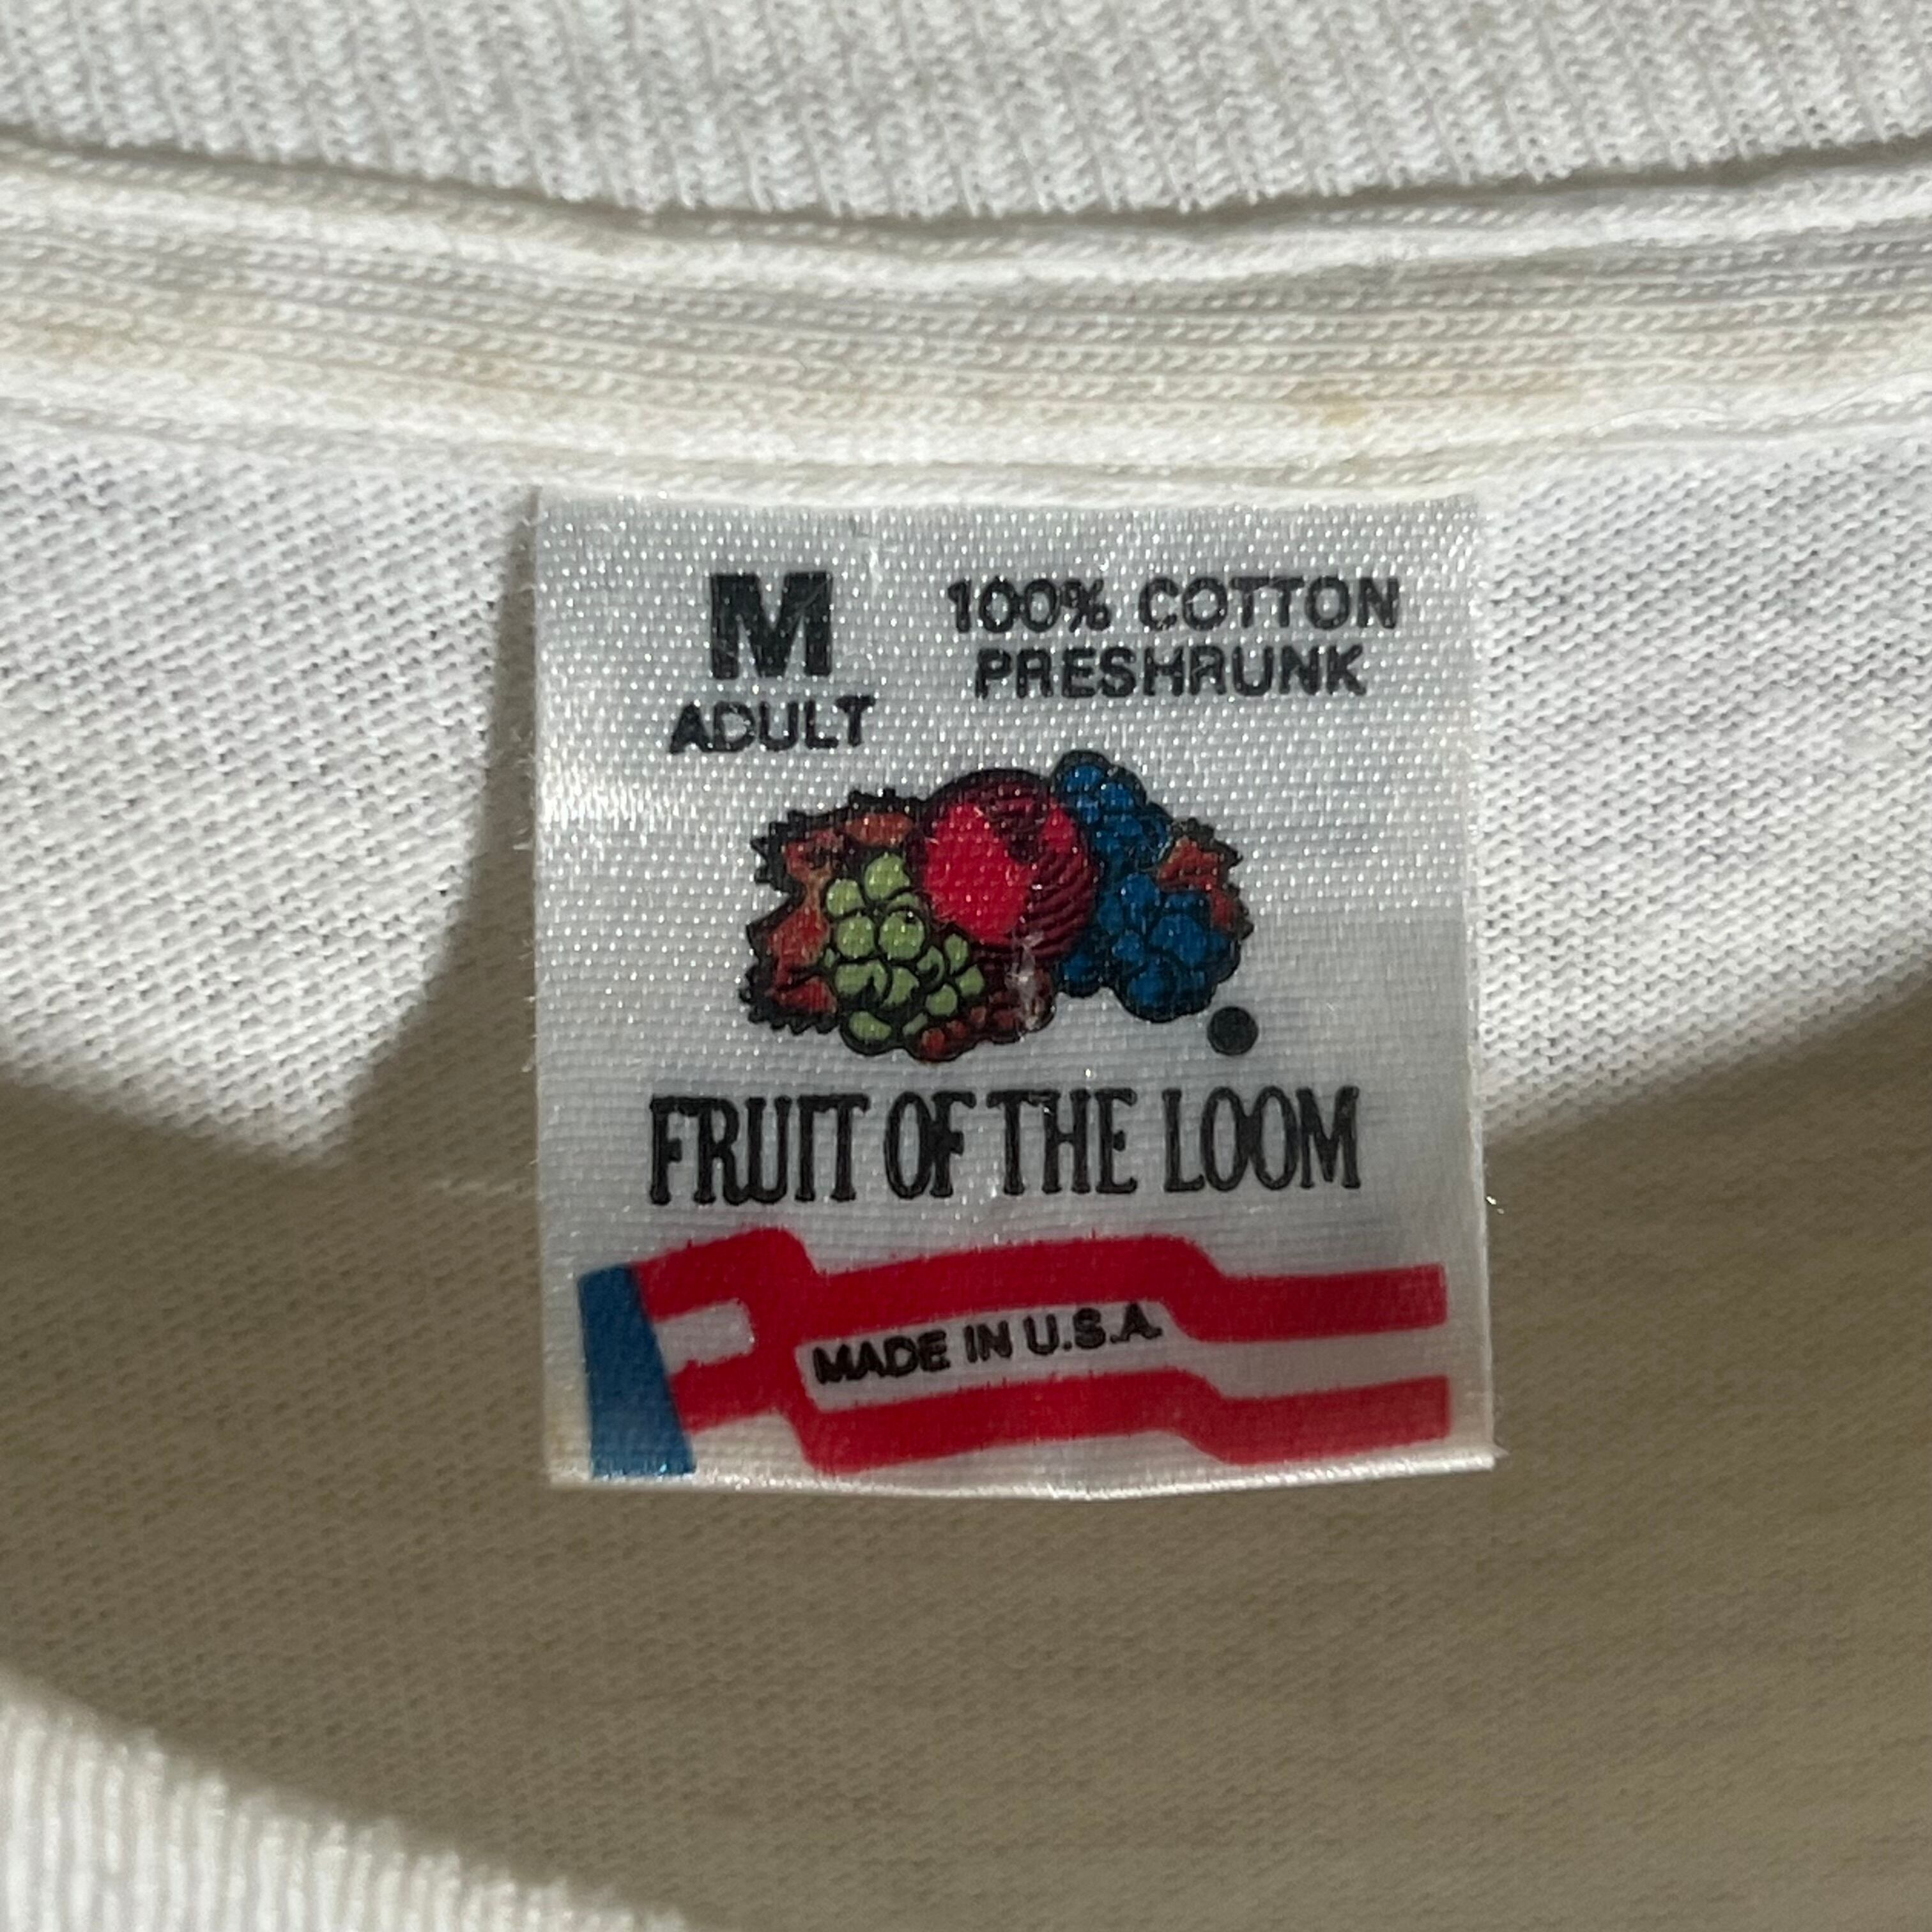 M
ADULT
100% COTTON
PRESHRUNK
FRUIT OF THE LOOM
MADE IN U.S.A.